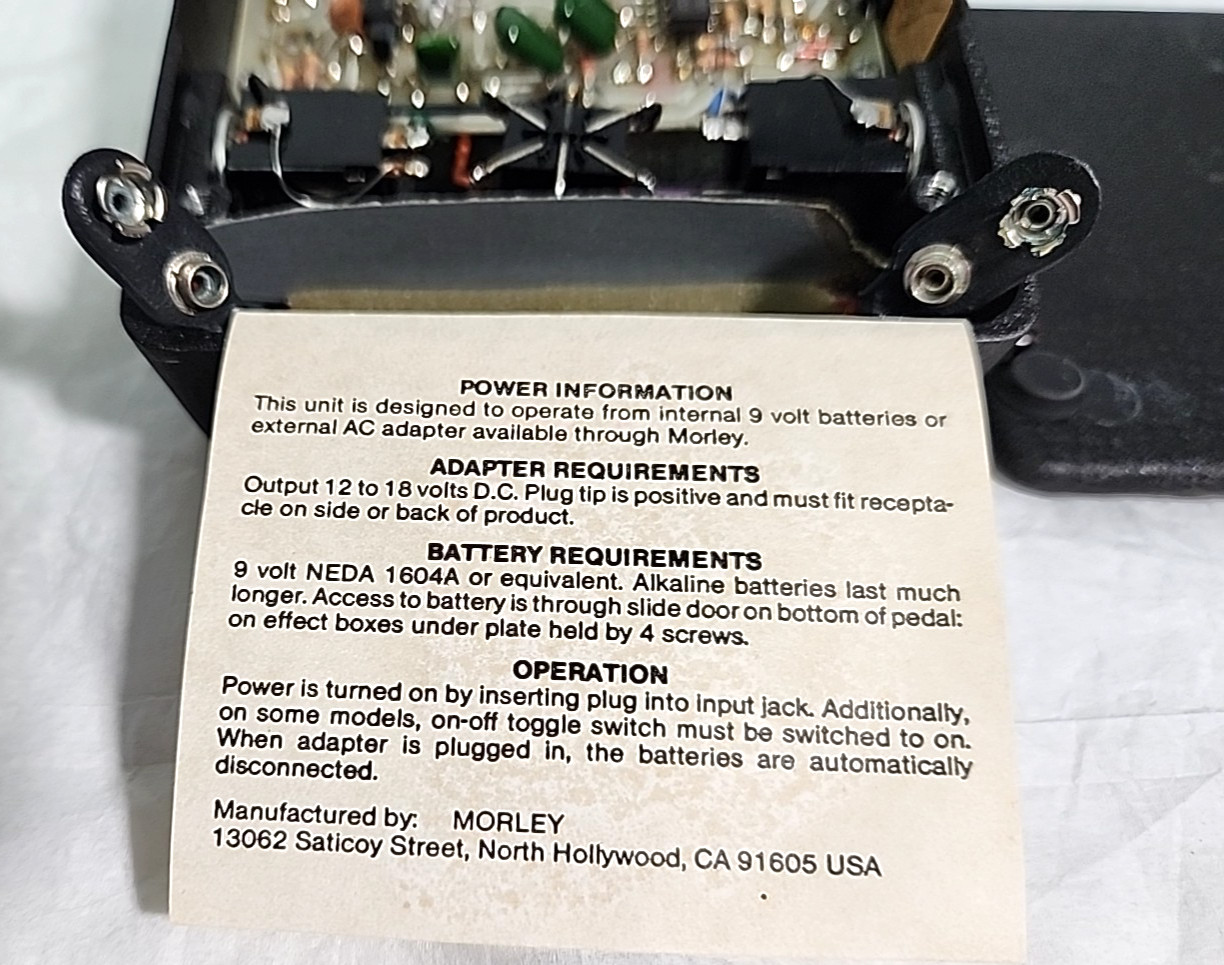 POWER INFORMATION
This unit is designed to operate from internal 9 volt batteries or
external AC adapter available through Morley.
ADAPTER REQUIREMENTS
Output 12 to 18 volts D.C. Plug tip is positive and must fit recepta-
cle on side or back of product.
BATTERY REQUIREMENTS
9 volt NEDA 1604A or equivalent. Alkaline batteries last much
longer. Access to battery is through slide door on bottom of pedal:
on effect boxes under plate held by 4 screws.
OPERATION
Power is turned on by inserting plug into input jack. Additionally,
on some models, on-off toggle switch must be switched to on.
When adapter is plugged in, the batteries are automatically
disconnected.
Manufactured by: MORLEY
13062 Saticoy Street, North Hollywood, CA 91605 USA